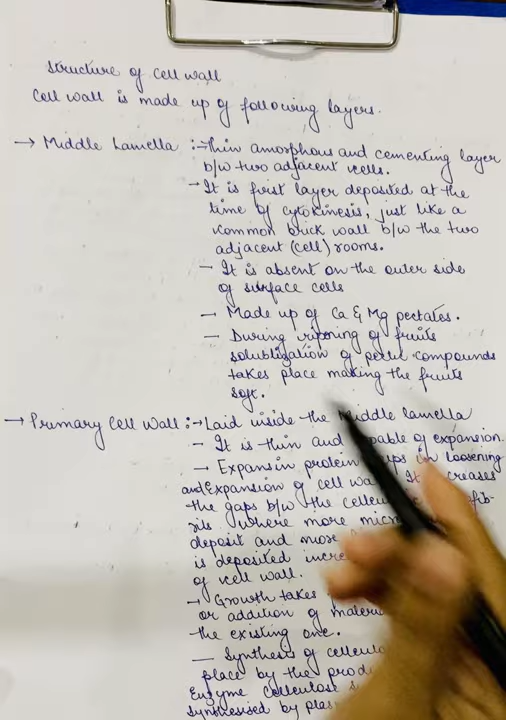 Structure of cell wall
Cell wall is made up of following layers.
→ Middle Lamella :→ Thin amorphous and cementing layer
b/w two adjacent cells.
- It is first layer deposited at the
time of cytokinesis, just like a
common brick wall b/w the two
adjacent (cell) rooms.
- It is absent on the outer side
of surface cells
- Made up of Ca & Mg pectates.
- During ripening of fruits
solublization of pectic compounds
takes place making the fruits
soft.
→ Primary Cell Wall :→ Laid inside the Middle lamella
- It is thin and capable of expansion.
- Expansin protein in loosening
and Expansion of cell wall It
the gaps b/w the
where more
deposit and more
is deposited
of cell wall.
→ Growth takes
or addition of
the existing one.
- Synthesis of
place by the
Enzyme cellulose
synthesised by